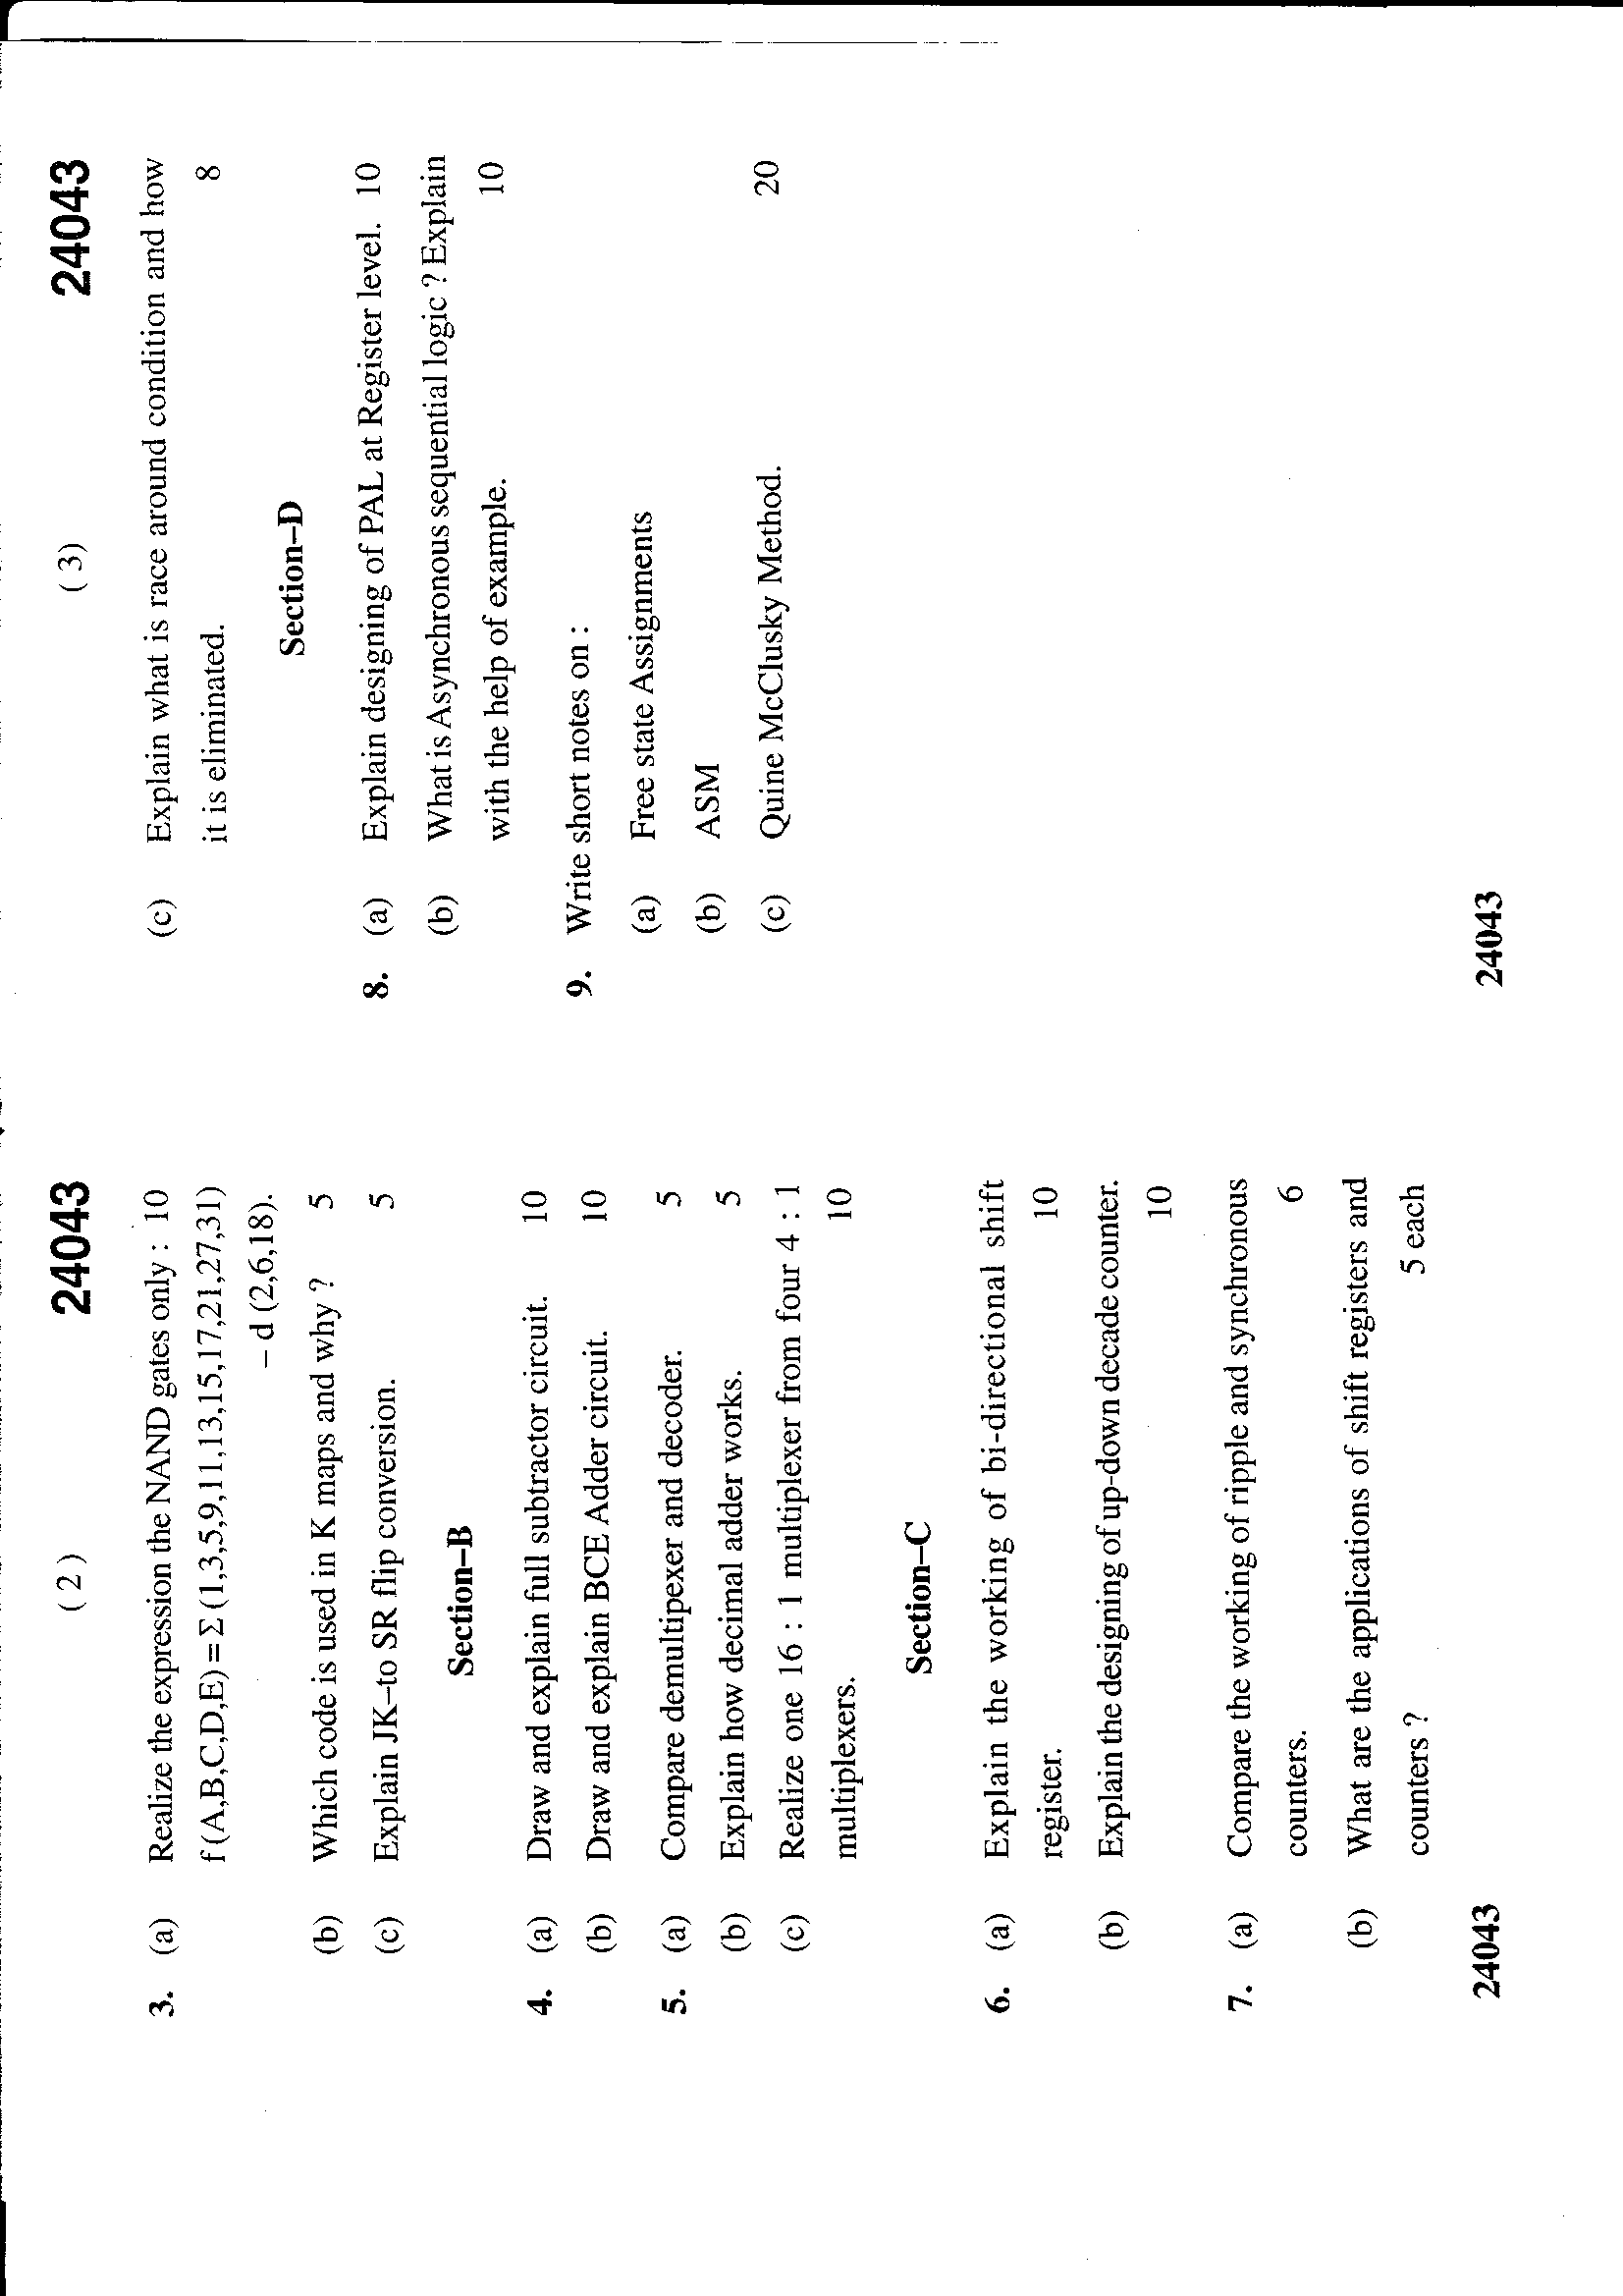 ( 2 ) 24043
3. (a) Realize the expression the NAND gates only : 10
f (A,B,C,D,E) = Σ (1,3,5,9,11,13,15,17,21,27,31)
– d (2,6,18).
(b) Which code is used in K maps and why ? 5
(c) Explain JK–to SR flip conversion. 5
Section–B
4. (a) Draw and explain full subtractor circuit. 10
(b) Draw and explain BCE Adder circuit. 10
5. (a) Compare demultipexer and decoder. 5
(b) Explain how decimal adder works. 5
(c) Realize one 16 : 1 multiplexer from four 4 : 1
multiplexers. 10
Section–C
6. (a) Explain the working of bi-directional shift
register. 10
(b) Explain the designing of up-down decade counter.
10
7. (a) Compare the working of ripple and synchronous
counters. 6
(b) What are the applications of shift registers and
counters ? 5 each
24043
( 3) 24043
(c) Explain what is race around condition and how
it is eliminated. 8
Section–D
8. (a) Explain designing of PAL at Register level. 10
(b) What is Asynchronous sequential logic ? Explain
with the help of example. 10
9. Write short notes on :
(a) Free state Assignments
(b) ASM
(c) Quine McClusky Method. 20
24043